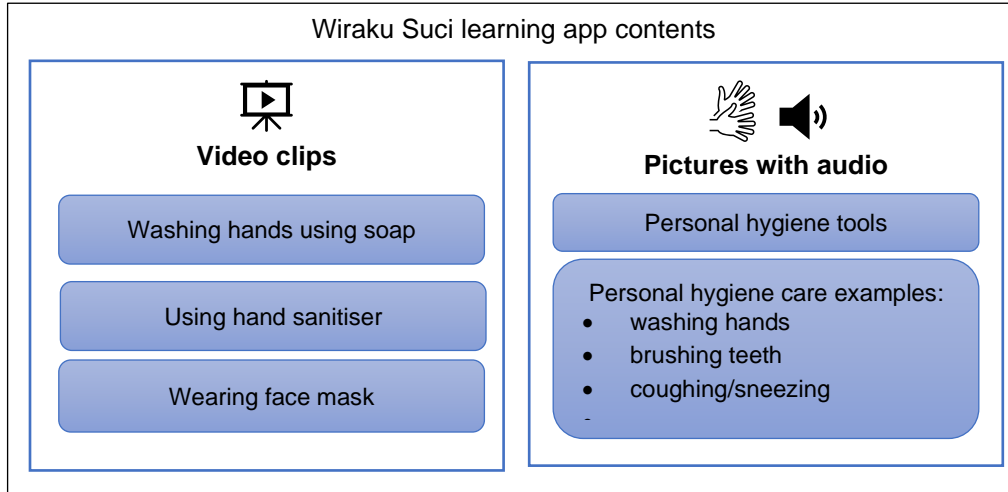 Wiraku Suci learning app contents
Video clips
Washing hands using soap
Using hand sanitiser
Wearing face mask
Pictures with audio
Personal hygiene tools
Personal hygiene care examples:
• washing hands
• brushing teeth
• coughing/sneezing
•